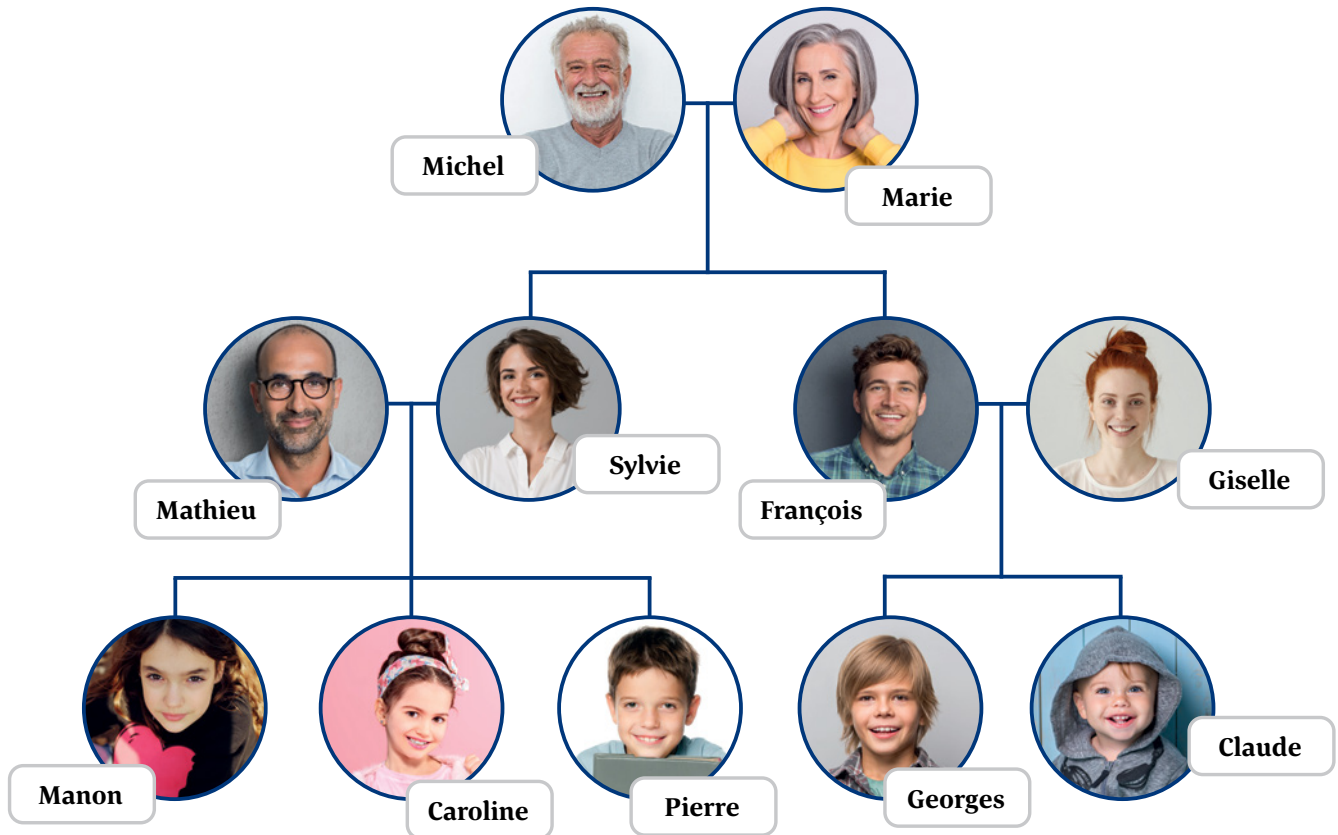 Michel
Marie
Mathieu
Sylvie
François
Giselle
Manon
Caroline
Pierre
Georges
Claude